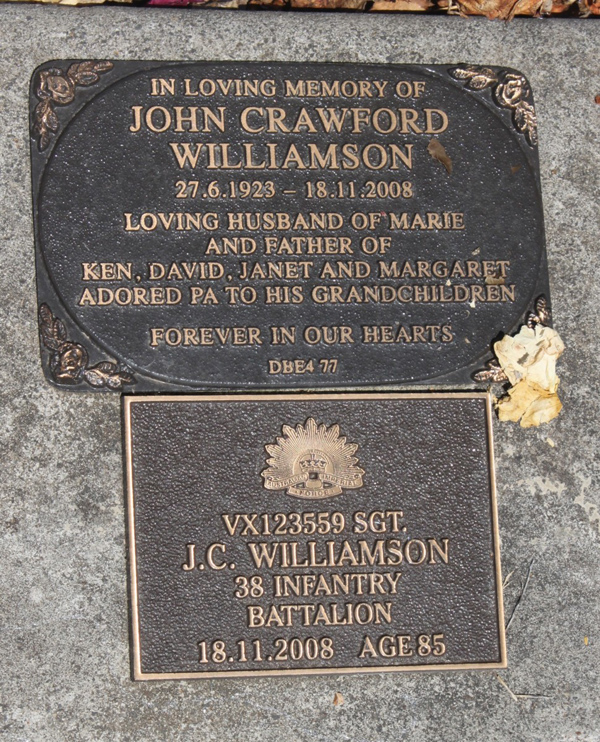 IN LOVING MEMORY OF
JOHN CRAWFORD
WILLIAMSON
27.6.1923 – 18.11.2008
LOVING HUSBAND OF MARIE
AND FATHER OF
KEN, DAVID, JANET AND MARGARET
ADORED PA TO HIS GRANDCHILDREN
FOREVER IN OUR HEARTS
DBE4 77
VX123559 SGT.
J.C. WILLIAMSON
38 INFANTRY
BATTALION
18.11.2008 AGE 85